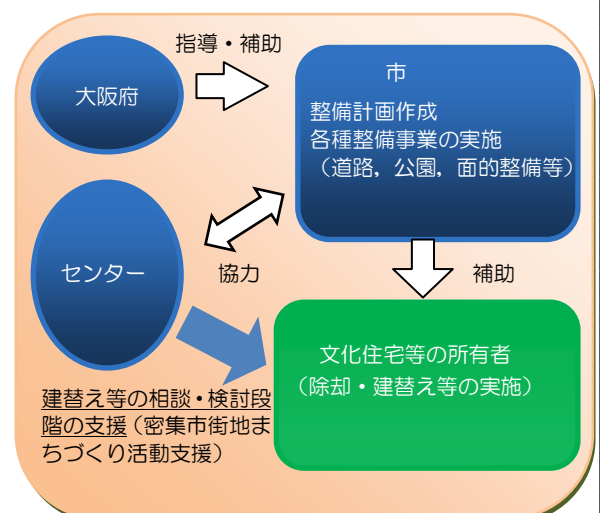 指導・補助
大阪府
市
整備計画作成
各種整備事業の実施
（道路，公園，面的整備等）
センター
協力
補助
文化住宅等の所有者
（除却・建替え等の実施）
建替え等の相談・検討段
階の支援（密集市街地ま
ちづくり活動支援）